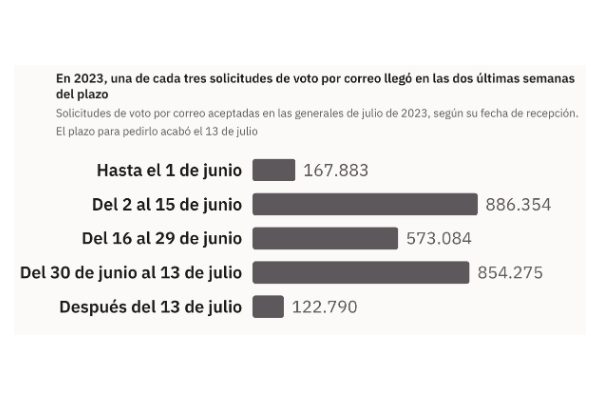 En 2023, una de cada tres solicitudes de voto por correo llegó en las dos últimas semanas
del plazo
Solicitudes de voto por correo aceptadas en las generales de julio de 2023, según su fecha de recepción.
El plazo para pedirlo acabó el 13 de julio
Hasta el 1 de junio 167.883
Del 2 al 15 de junio 886.354
Del 16 al 29 de junio 573.084
Del 30 de junio al 13 de julio 854.275
Después del 13 de julio 122.790